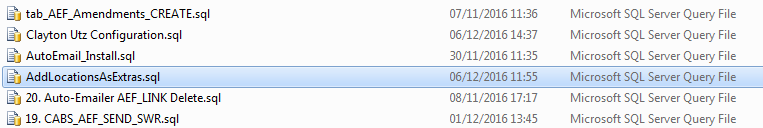 tab_AEF_Amendments_CREATE.sql 07/11/2016 11:36 Microsoft SQL Server Query File
Clayton Utz Configuration.sql 06/12/2016 14:37 Microsoft SQL Server Query File
AutoEmail_Install.sql 30/11/2016 11:35 Microsoft SQL Server Query File
AddLocationsAsExtras.sql 06/12/2016 11:55 Microsoft SQL Server Query File
20. Auto-Emailer AEF_LINK Delete.sql 08/11/2016 17:17 Microsoft SQL Server Query File
19. CABS_AEF_SEND_SWR.sql 01/12/2016 13:45 Microsoft SQL Server Query File